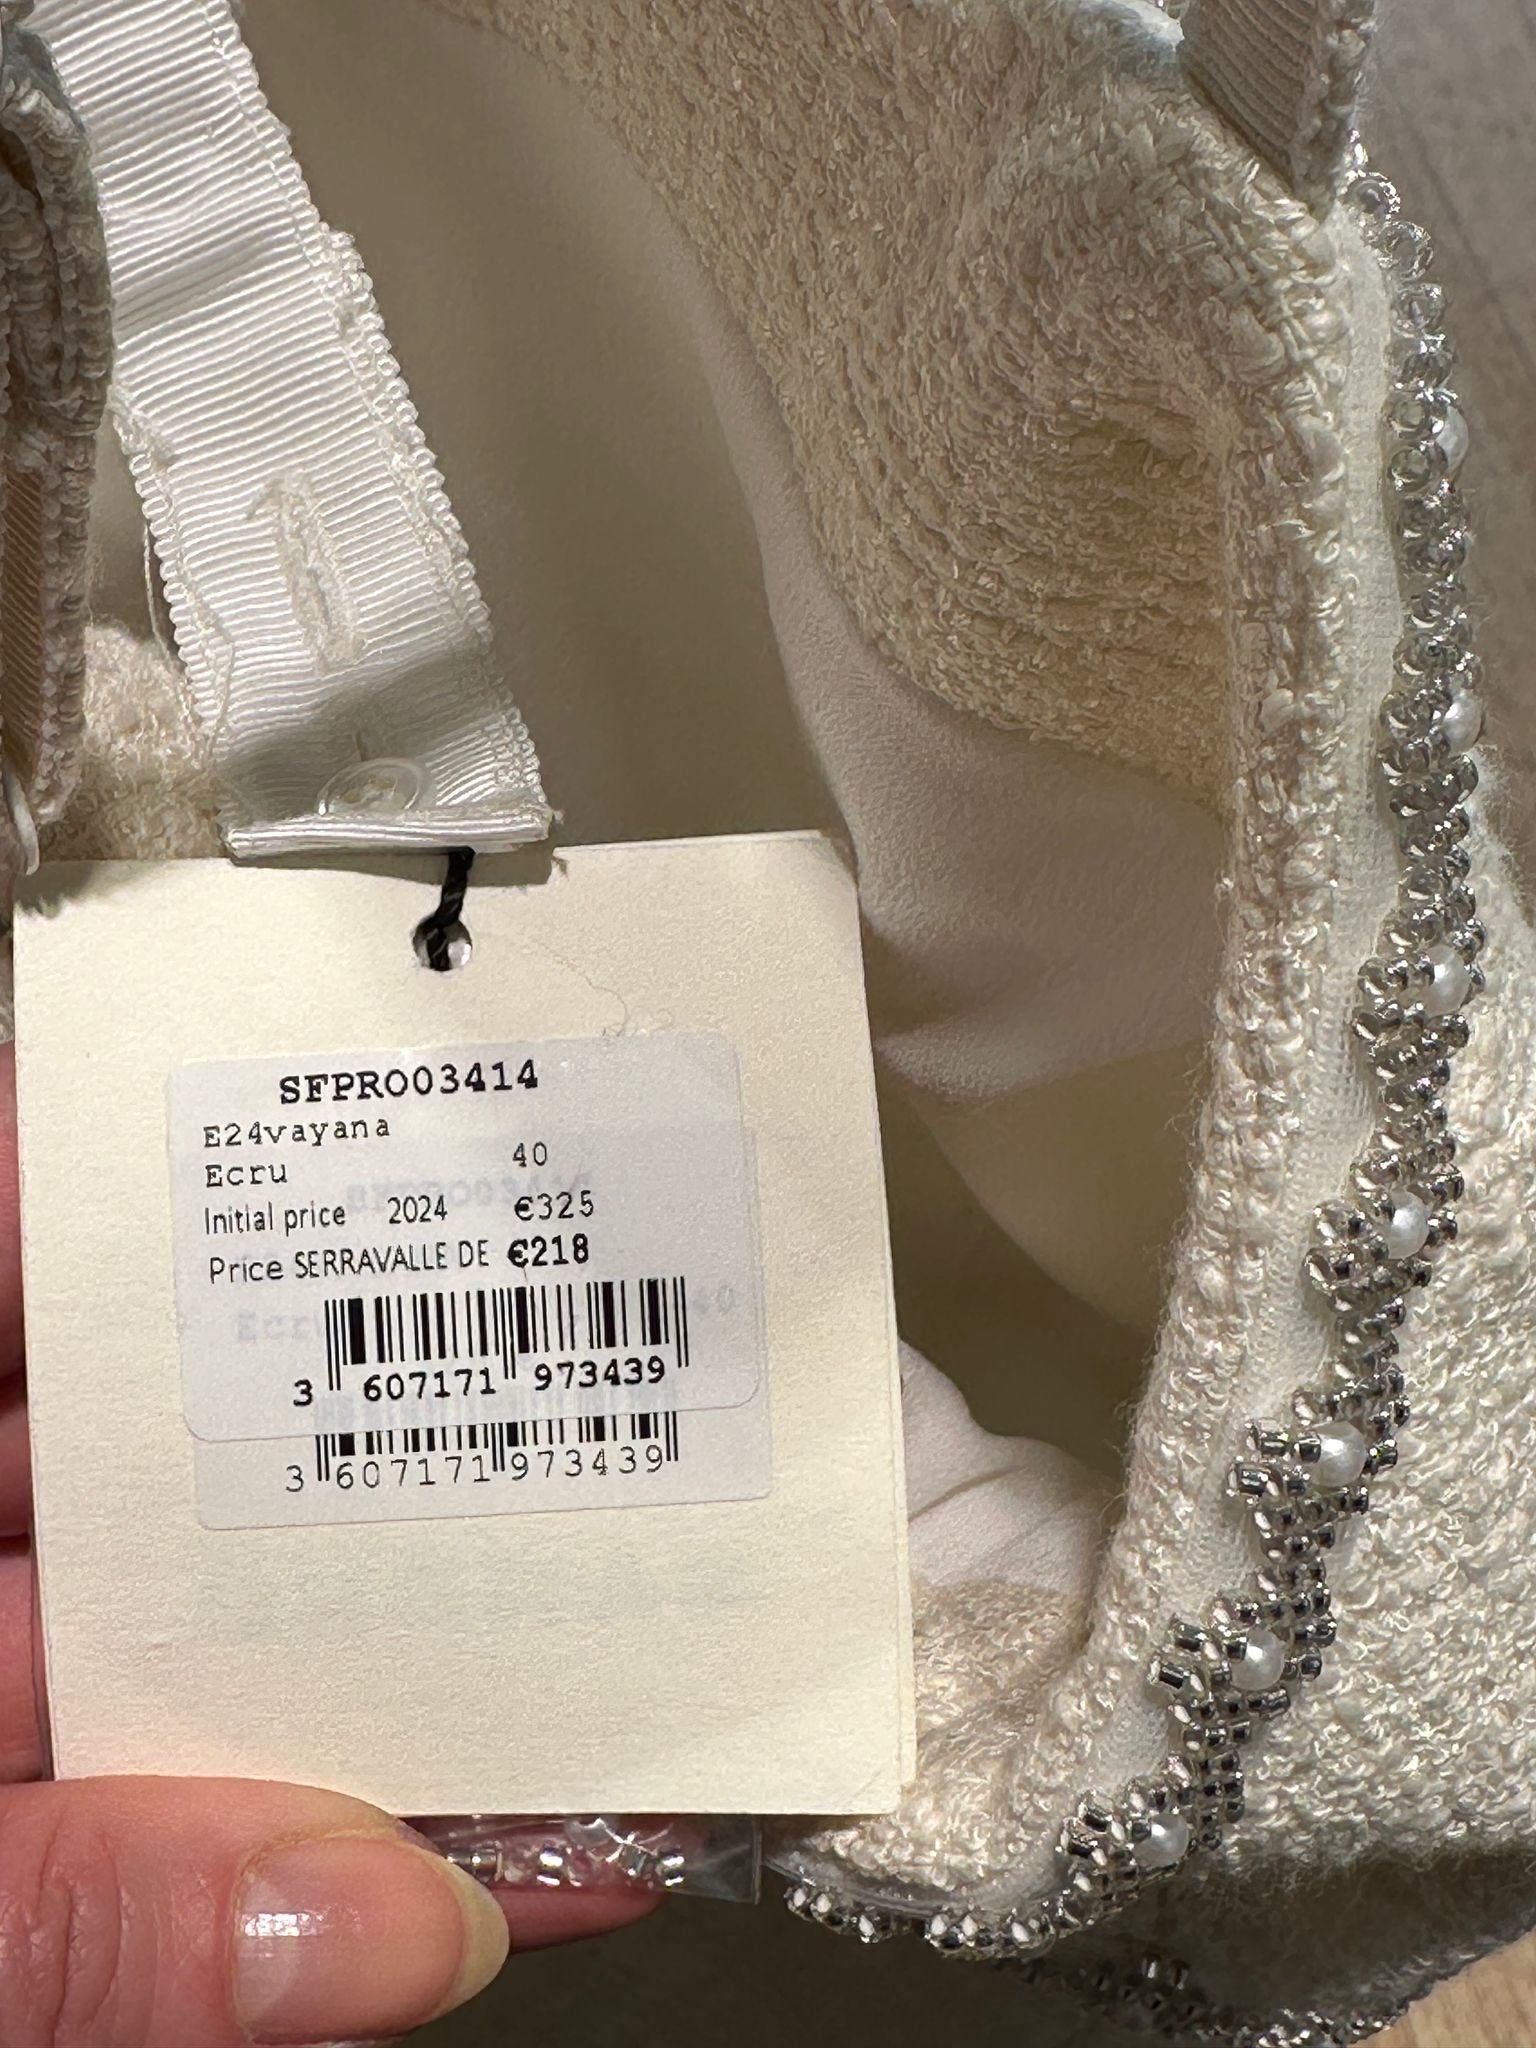 SFPRO03414
E24vayana
Ecru 40
Initial price 2024 €325
Price SERRAVALLE DE €218
3 607171 973439
3 607171 973439